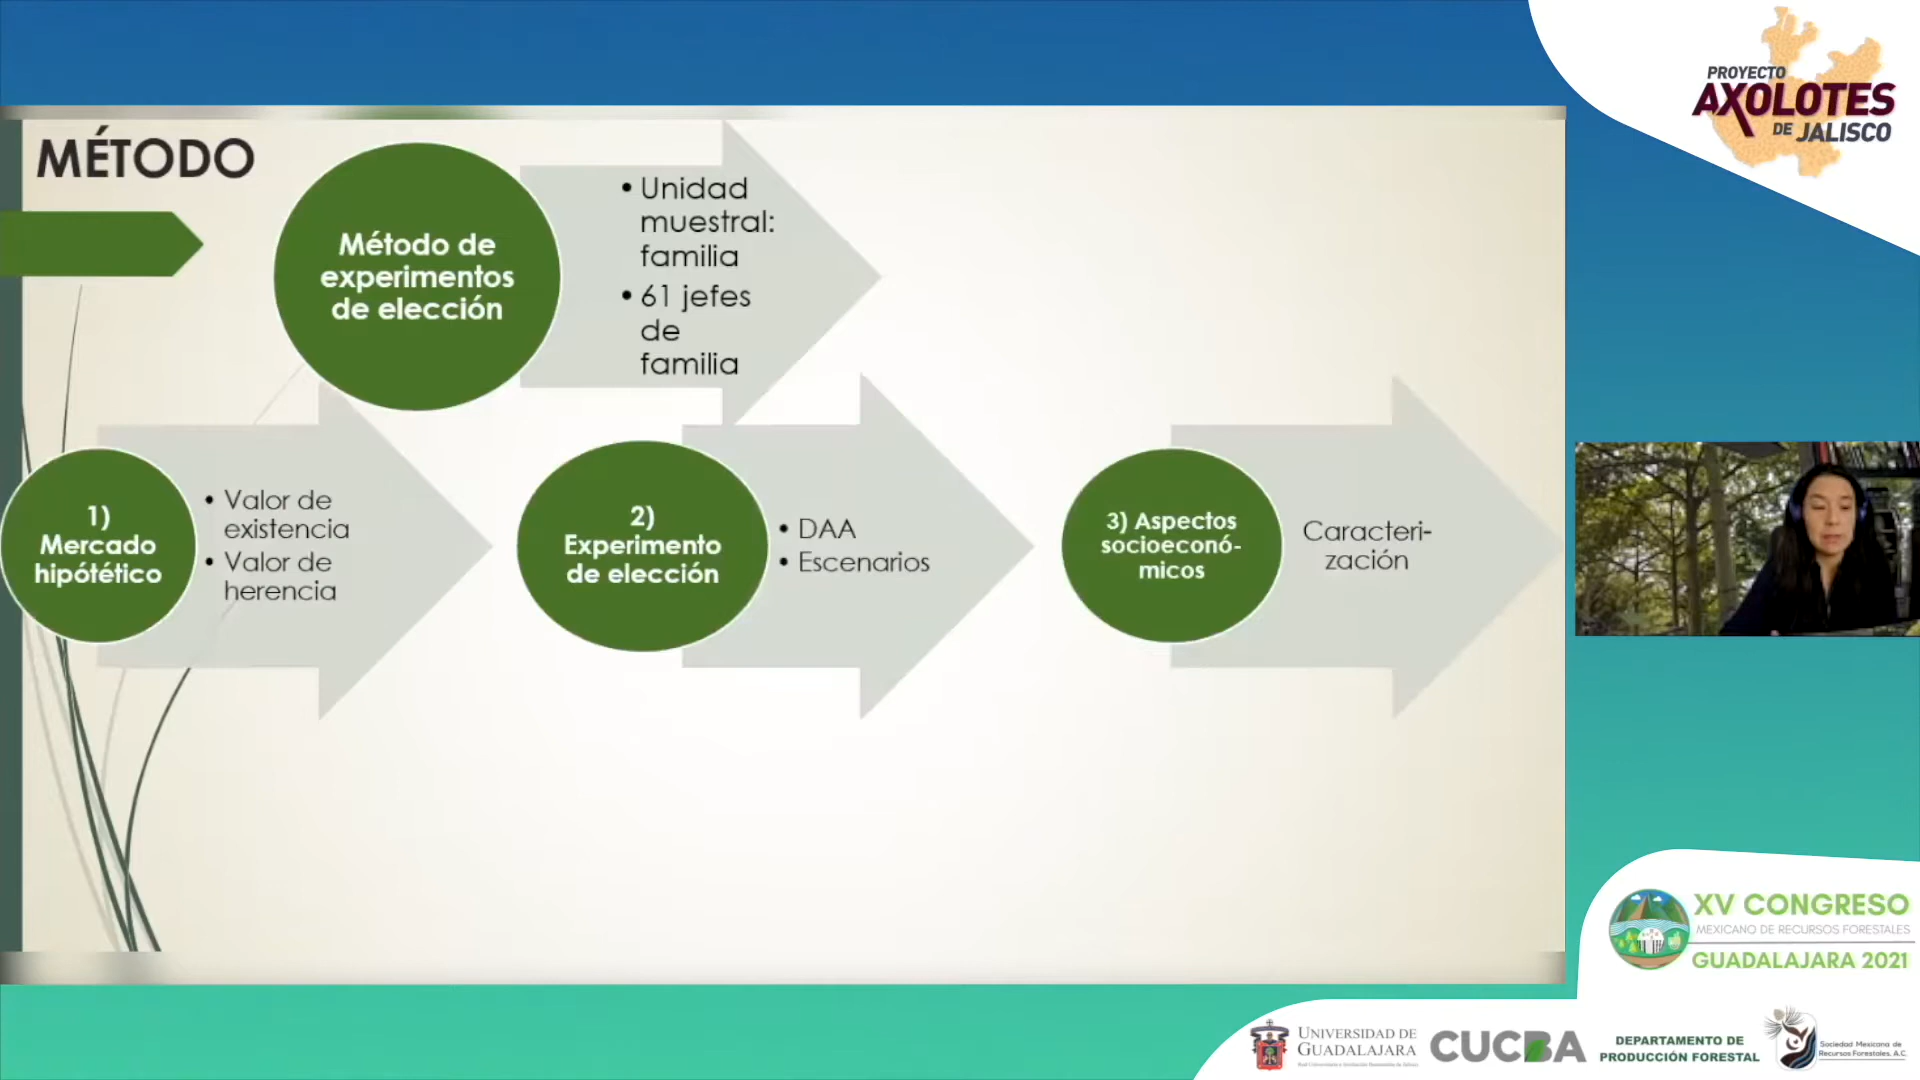 MÉTODO
Método de
experimentos
de elección
• Unidad
muestral:
familia
• 61 jefes
de
familia
1)
Mercado
hipótético
• Valor de
existencia
• Valor de
herencia
2)
Experimento
de elección
• DAA
• Escenarios
3) Aspectos
socioeconó-
micos
Caracteri-
zación
PROYECTO
AXOLOTES
DE JALISCO
XV CONGRESO
MEXICANO DE RECURSOS FORESTALES
GUADALAJARA 2021
UNIVERSIDAD DE
GUADALAJARA
CUCBA
DEPARTAMENTO DE
PRODUCCIÓN FORESTAL
Sociedad Mexicana de
Recursos Forestales, A.C.